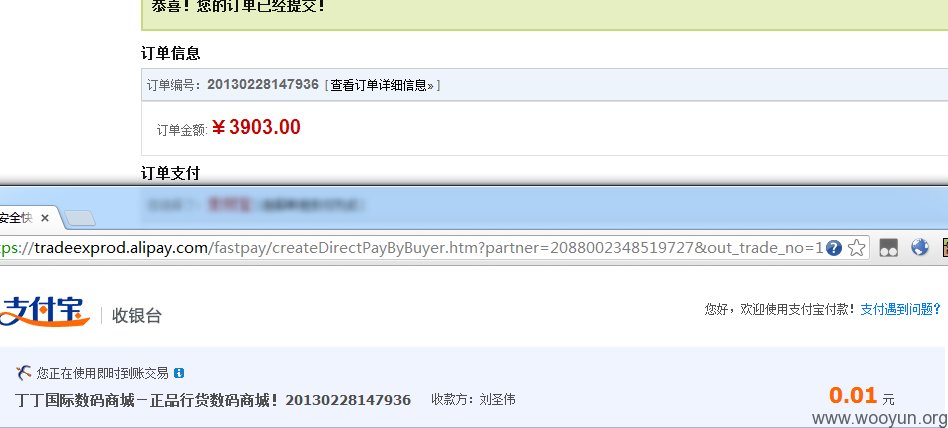 恭喜！您的订单已经提交！
订单信息
订单编号：20130228147936 [ 查看订单详细信息» ]
订单金额: ￥3903.00
订单支付
安全快
ps://tradeexprod.alipay.com/fastpay/createDirectPayByBuyer.htm?partner=2088002348519727&out_trade_no=1
支付宝 收银台
您好，欢迎使用支付宝付款！支付遇到问题？
您正在使用即时到账交易
丁丁国际数码商城－正品行货数码商城！20130228147936 收款方：刘圣伟
0.01 元
www.wooyun.org